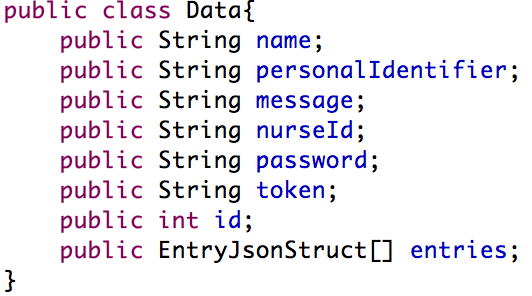 public class Data{
    public String name;
    public String personalIdentifier;
    public String message;
    public String nurseId;
    public String password;
    public String token;
    public int id;
    public EntryJsonStruct[] entries;
}